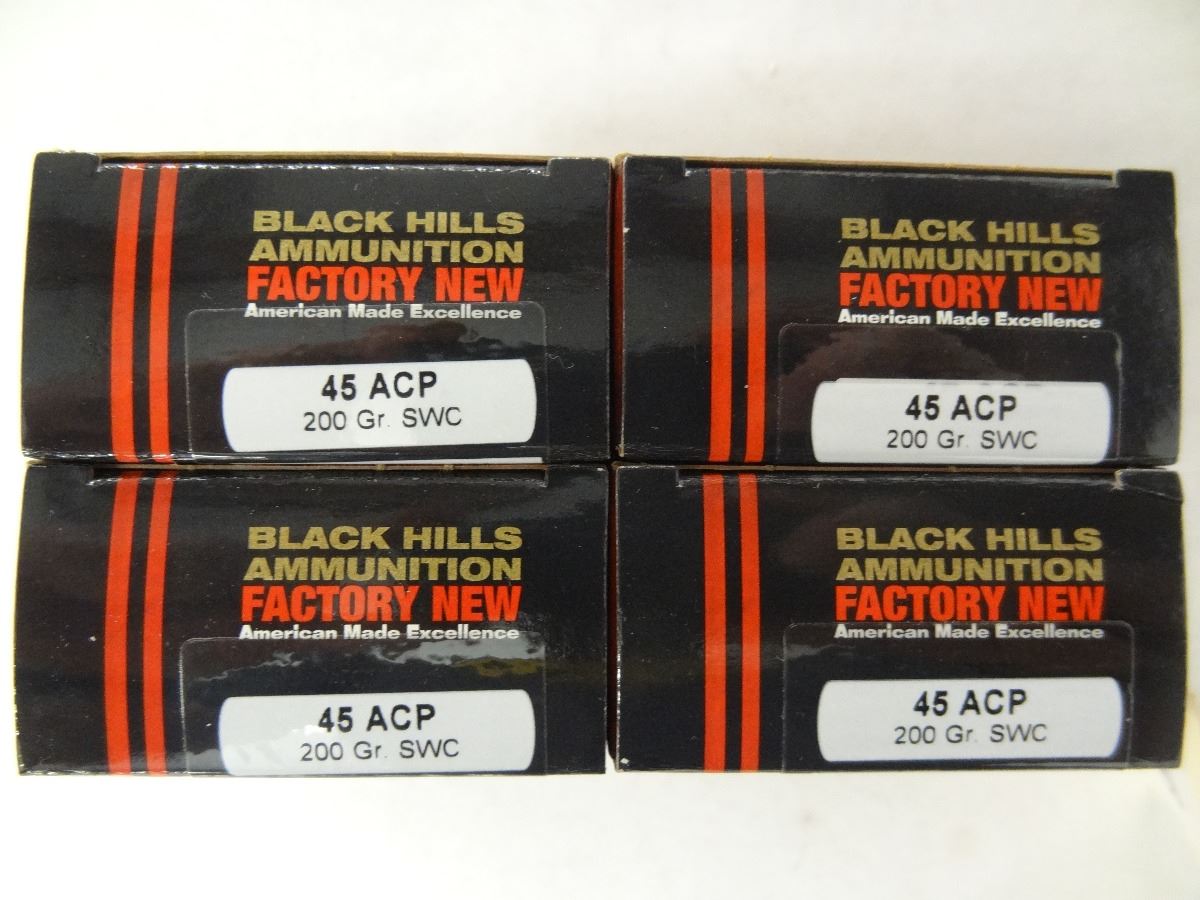 BLACK HILLS
AMMUNITION
FACTORY NEW
American Made Excellence
45 ACP
200 Gr. SWC
BLACK HILLS
AMMUNITION
FACTORY NEW
American Made Excellence
45 ACP
200 Gr. SWC
BLACK HILLS
AMMUNITION
FACTORY NEW
American Made Excellence
45 ACP
200 Gr. SWC
BLACK HILLS
AMMUNITION
FACTORY NEW
American Made Excellence
45 ACP
200 Gr. SWC